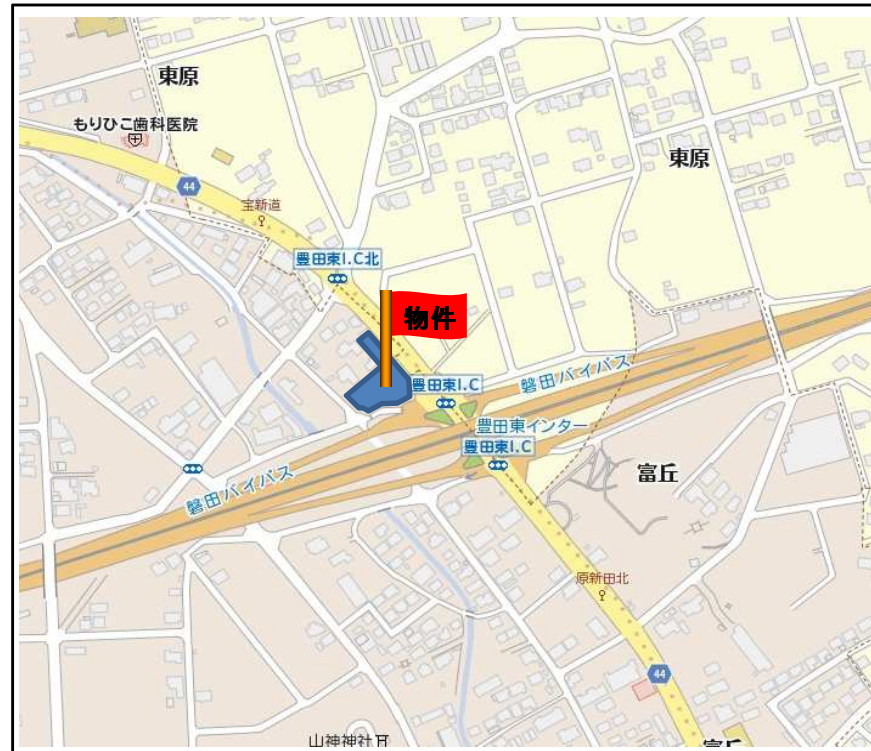 東原
もりひこ歯科医院
東原
44
宝新道
豊田東I.C北
物件
豊田東I.C
磐田バイパス
豊田東インター
豊田東I.C
富丘
磐田バイパス
原新田北
44
山神神社
富丘